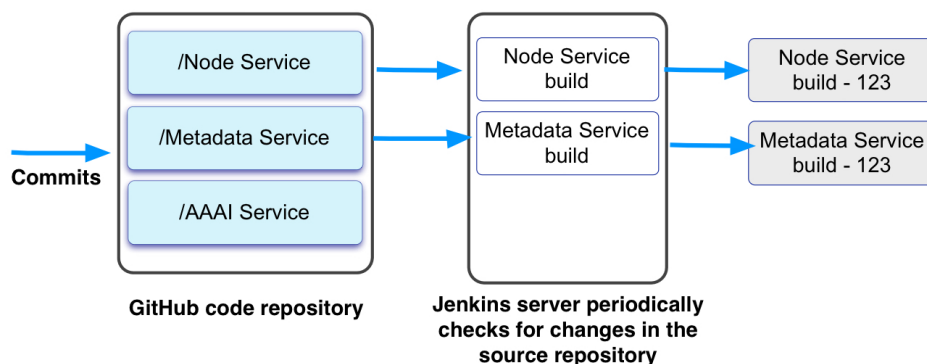 Commits
/Node Service
/Metadata Service
/AAAI Service
GitHub code repository
Node Service
build
Metadata Service
build
Jenkins server periodically
checks for changes in the
source repository
Node Service
build - 123
Metadata Service
build - 123